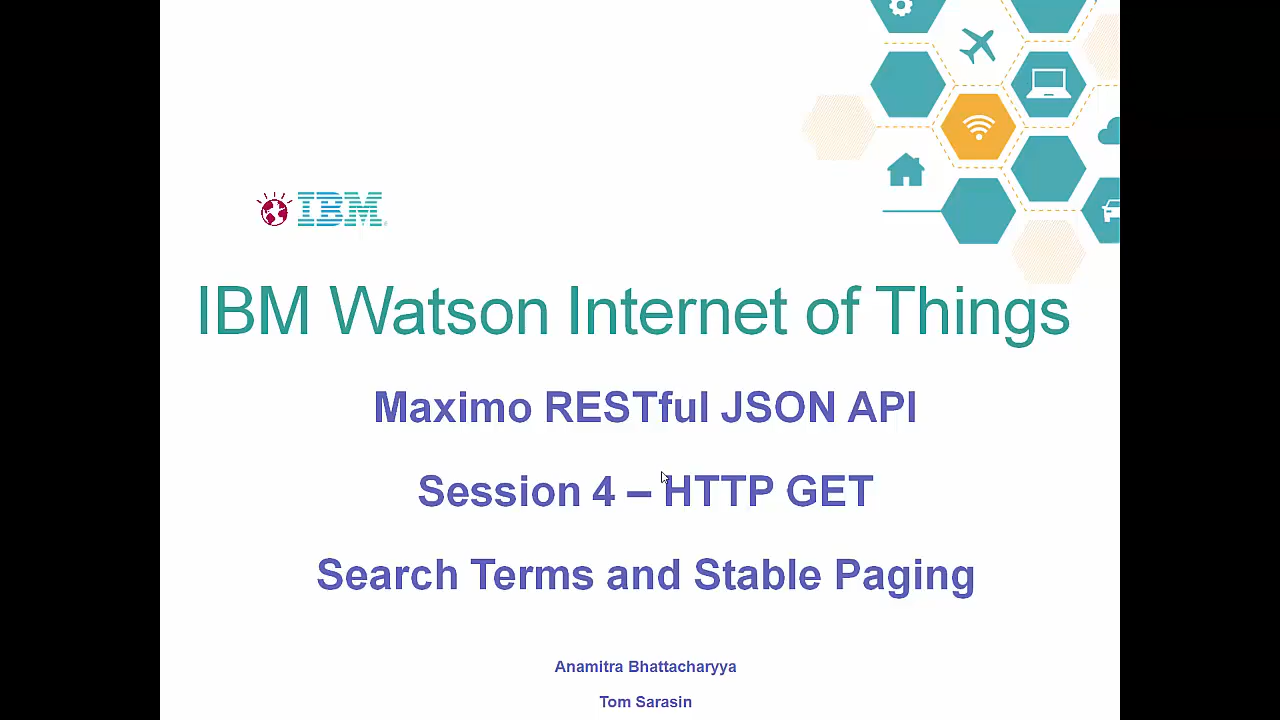 IBM
IBM Watson Internet of Things
Maximo RESTful JSON API
Session 4 – HTTP GET
Search Terms and Stable Paging
Anamitra Bhattacharyya
Tom Sarasin